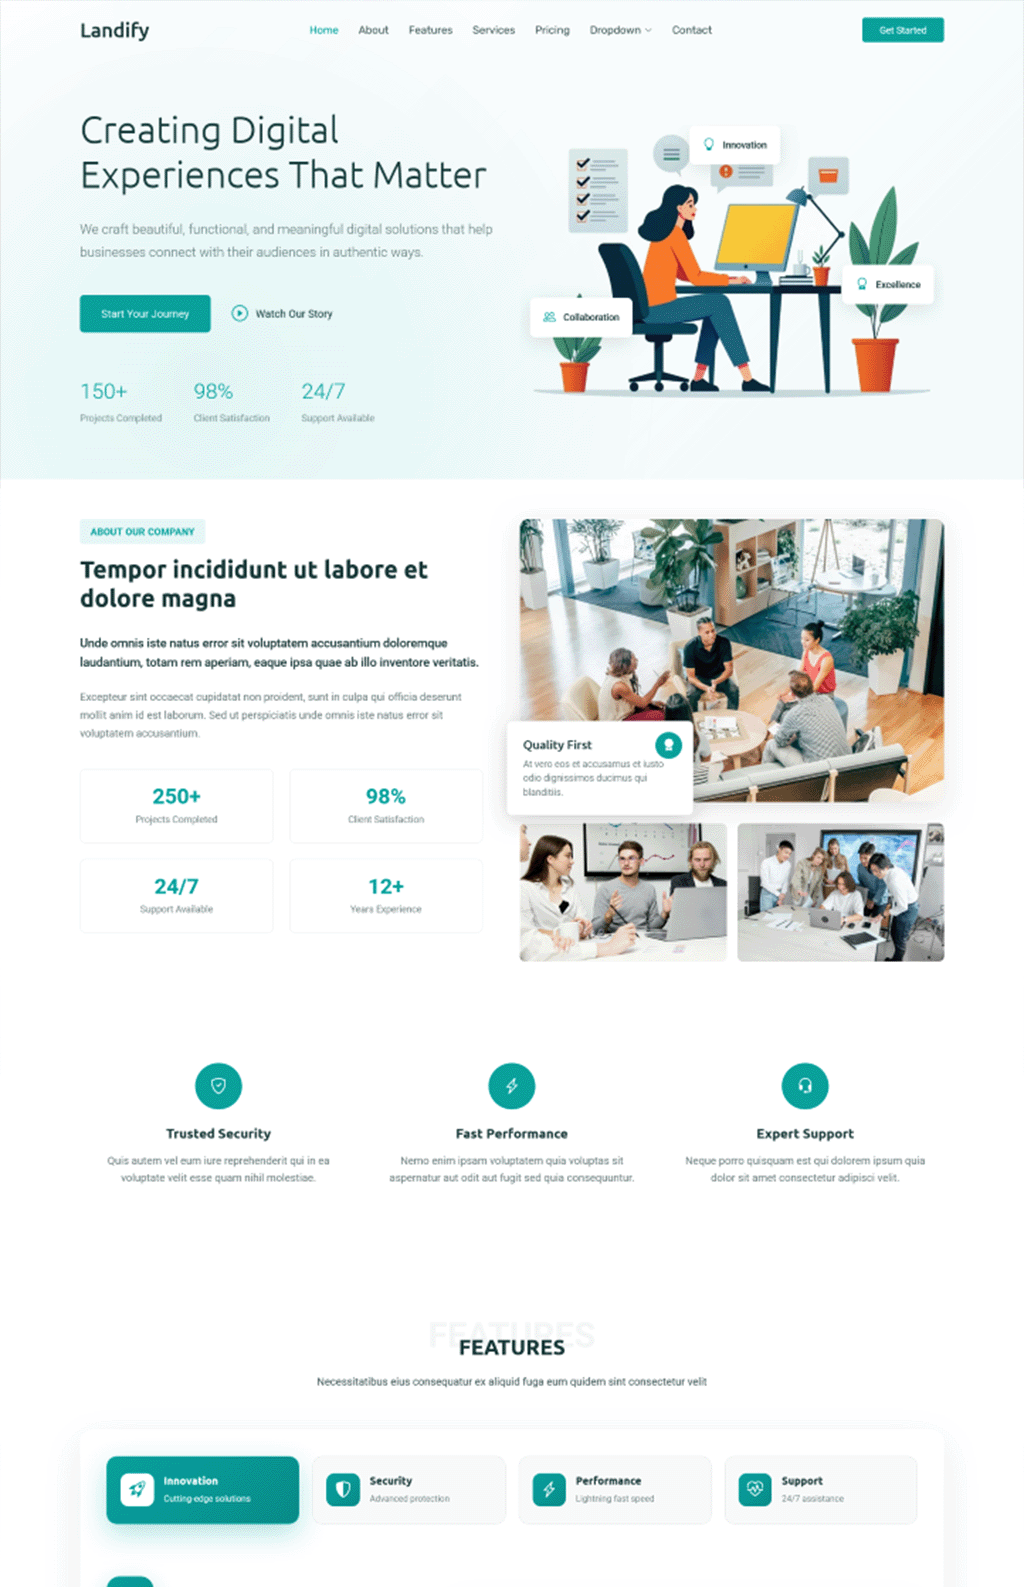 Landify
Home About Features Services Pricing Dropdown Contact
Get Started
Creating Digital
Experiences That Matter
We craft beautiful, functional, and meaningful digital solutions that help
businesses connect with their audiences in authentic ways.
Start Your Journey
Watch Our Story
150+
Projects Completed
98%
Client Satisfaction
24/7
Support Available
Innovation
Excellence
Collaboration
ABOUT OUR COMPANY
Tempor incididunt ut labore et
dolore magna
Unde omnis iste natus error sit voluptatem accusantium doloremque
laudantium, totam rem aperiam, eaque ipsa quae ab illo inventore veritatis.
Excepteur sint occaecat cupidatat non proident, sunt in culpa qui officia deserunt
mollit anim id est laborum. Sed ut perspiciatis unde omnis iste natus error sit
voluptatem accusantium.
250+
Projects Completed
98%
Client Satisfaction
24/7
Support Available
12+
Years Experience
Quality First
At vero eos et accusamus et iusto
odio dignissimos ducimus qui
blanditiis.
Trusted Security
Quis autem vel eum iure reprehenderit qui in ea
voluptate velit esse quam nihil molestiae.
Fast Performance
Nemo enim ipsam voluptatem quia voluptas sit
aspernatur aut odit aut fugit sed quia consequuntur.
Expert Support
Neque porro quisquam est qui dolorem ipsum quia
dolor sit amet consectetur adipisci velit.
FEATURES
FEATURES
Necessitatibus eius consequatur ex aliquid fuga eum quidem sint consectetur velit
Innovation
Cutting-edge solutions
Security
Advanced protection
Performance
Lightning fast speed
Support
24/7 assistance